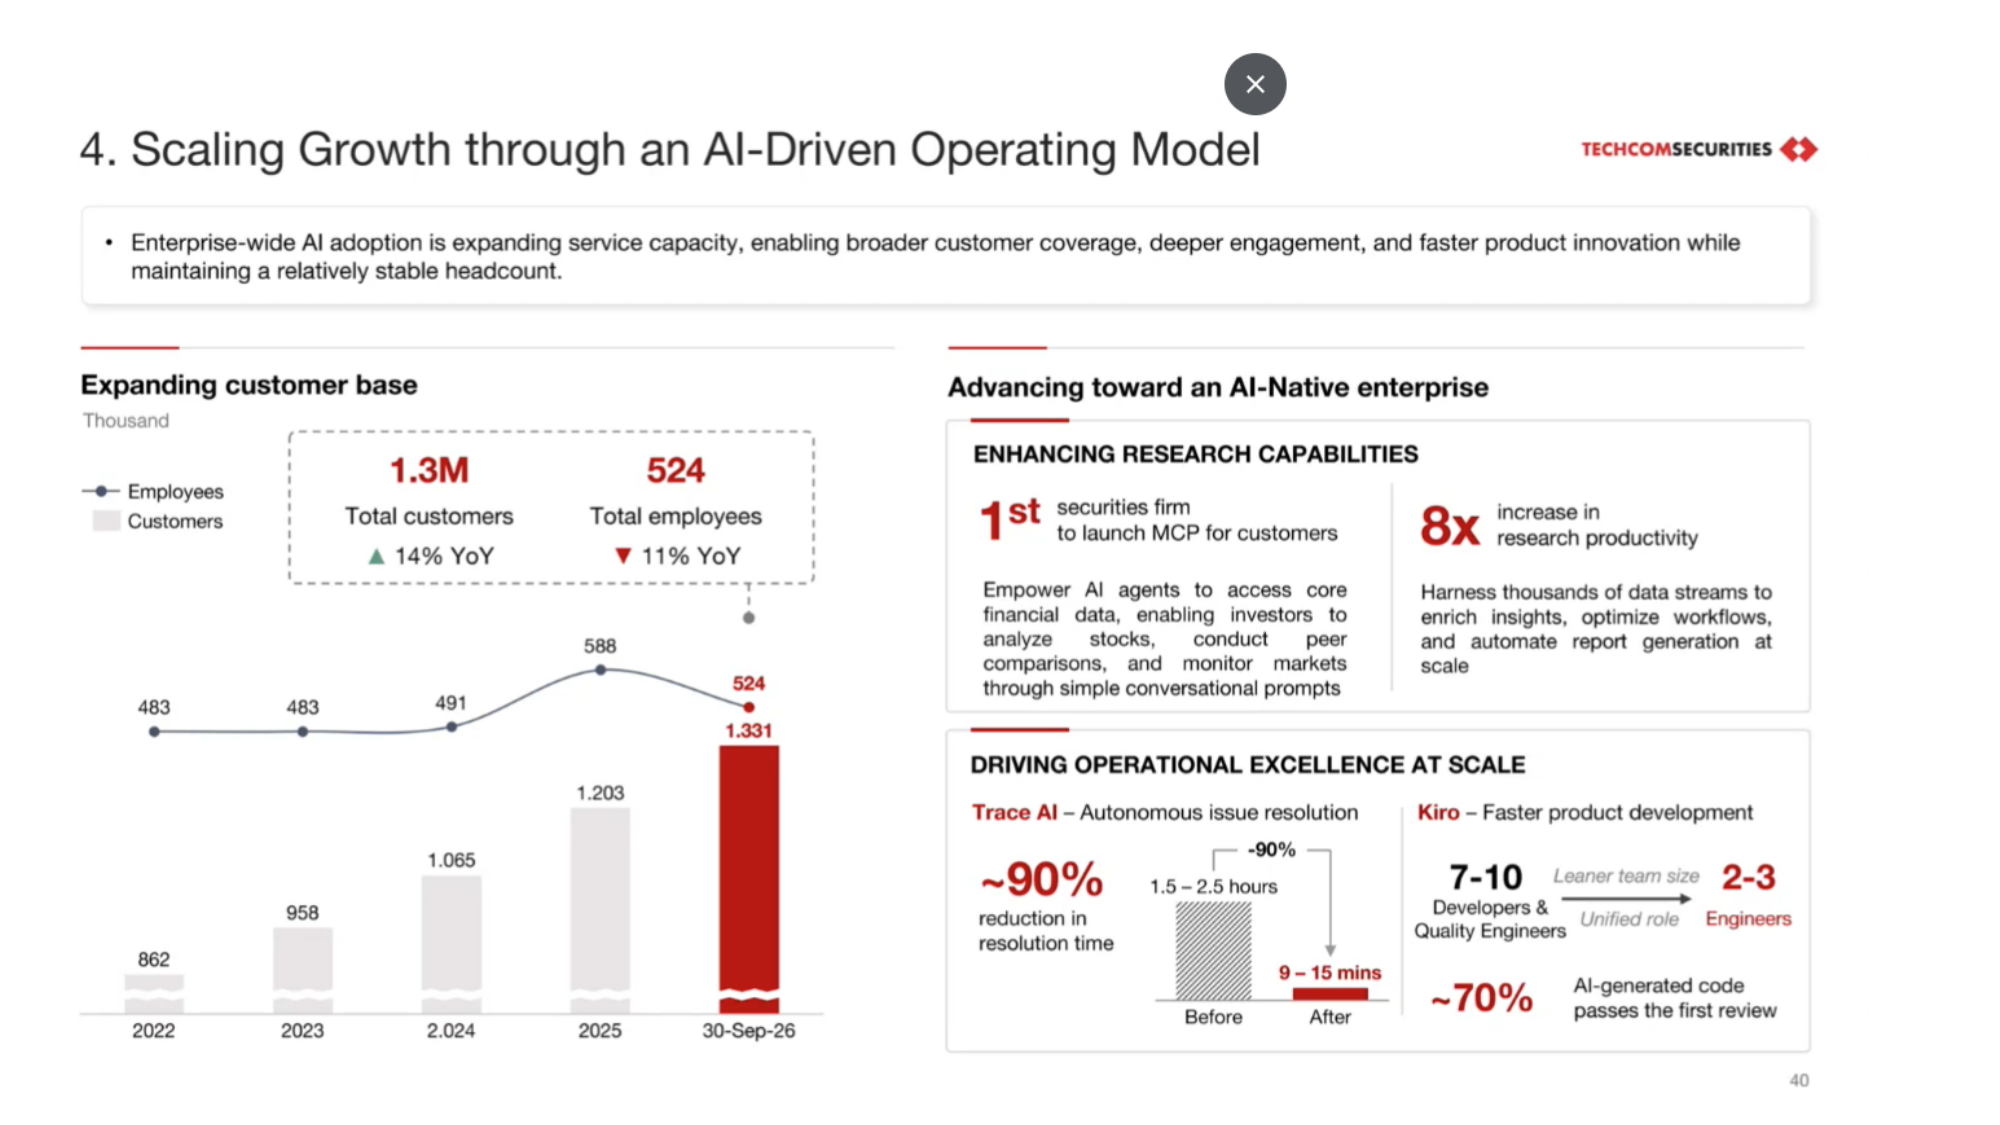 4. Scaling Growth through an AI-Driven Operating Model
TECHCOMSECURITIES
• Enterprise-wide AI adoption is expanding service capacity, enabling broader customer coverage, deeper engagement, and faster product innovation while
maintaining a relatively stable headcount.
Expanding customer base
Thousand
Employees
Customers
1.3M
Total customers
▲ 14% YoY
524
Total employees
▼ 11% YoY
483
483
491
588
524
862
958
1.065
1.203
1.331
2022
2023
2.024
2025
30-Sep-26
Advancing toward an AI-Native enterprise
ENHANCING RESEARCH CAPABILITIES
1st
securities firm
to launch MCP for customers
Empower AI agents to access core
financial data, enabling investors to
analyze stocks, conduct peer
comparisons, and monitor markets
through simple conversational prompts
8x
increase in
research productivity
Harness thousands of data streams to
enrich insights, optimize workflows,
and automate report generation at
scale
DRIVING OPERATIONAL EXCELLENCE AT SCALE
Trace AI – Autonomous issue resolution
~90%
reduction in
resolution time
-90%
1.5 – 2.5 hours
9 – 15 mins
Before
After
Kiro – Faster product development
7-10
Developers &
Quality Engineers
Leaner team size
Unified role
2-3
Engineers
~70%
AI-generated code
passes the first review
40